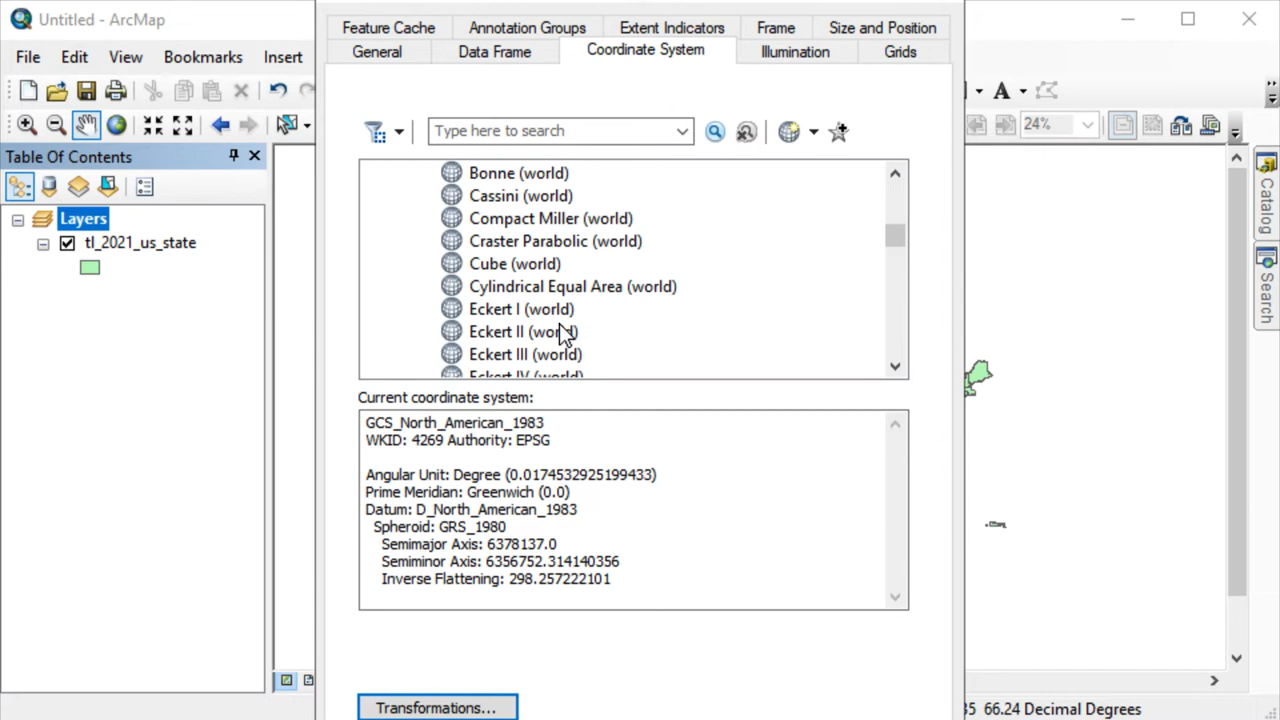 Untitled - ArcMap
File Edit View Bookmarks Insert
24%
Table Of Contents
Layers
tl_2021_us_state
Feature Cache Annotation Groups Extent Indicators Frame Size and Position
General Data Frame Coordinate System Illumination Grids
Type here to search
Bonne (world)
Cassini (world)
Compact Miller (world)
Craster Parabolic (world)
Cube (world)
Cylindrical Equal Area (world)
Eckert I (world)
Eckert II (world)
Eckert III (world)
Eckert IV (world)
Current coordinate system:
GCS_North_American_1983
WKID: 4269 Authority: EPSG
Angular Unit: Degree (0.0174532925199433)
Prime Meridian: Greenwich (0.0)
Datum: D_North_American_1983
Spheroid: GRS_1980
Semimajor Axis: 6378137.0
Semiminor Axis: 6356752.314140356
Inverse Flattening: 298.257222101
Transformations...
A
Catalog
Search
35 66.24 Decimal Degrees